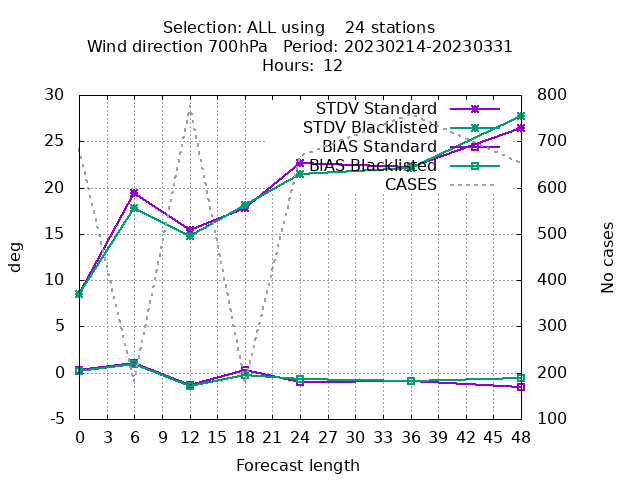 Selection: ALL using 24 stations
Wind direction 700hPa Period: 20230214-20230331
Hours: 12
30 800
STDV Standard
STDV Blacklisted
25 700
BIAS Standard
BIAS Blacklisted
CASES
20 600
15 500
10 400
5 300
0 200
-5 100
deg
No cases
0 3 6 9 12 15 18 21 24 27 30 33 36 39 42 45 48
Forecast length